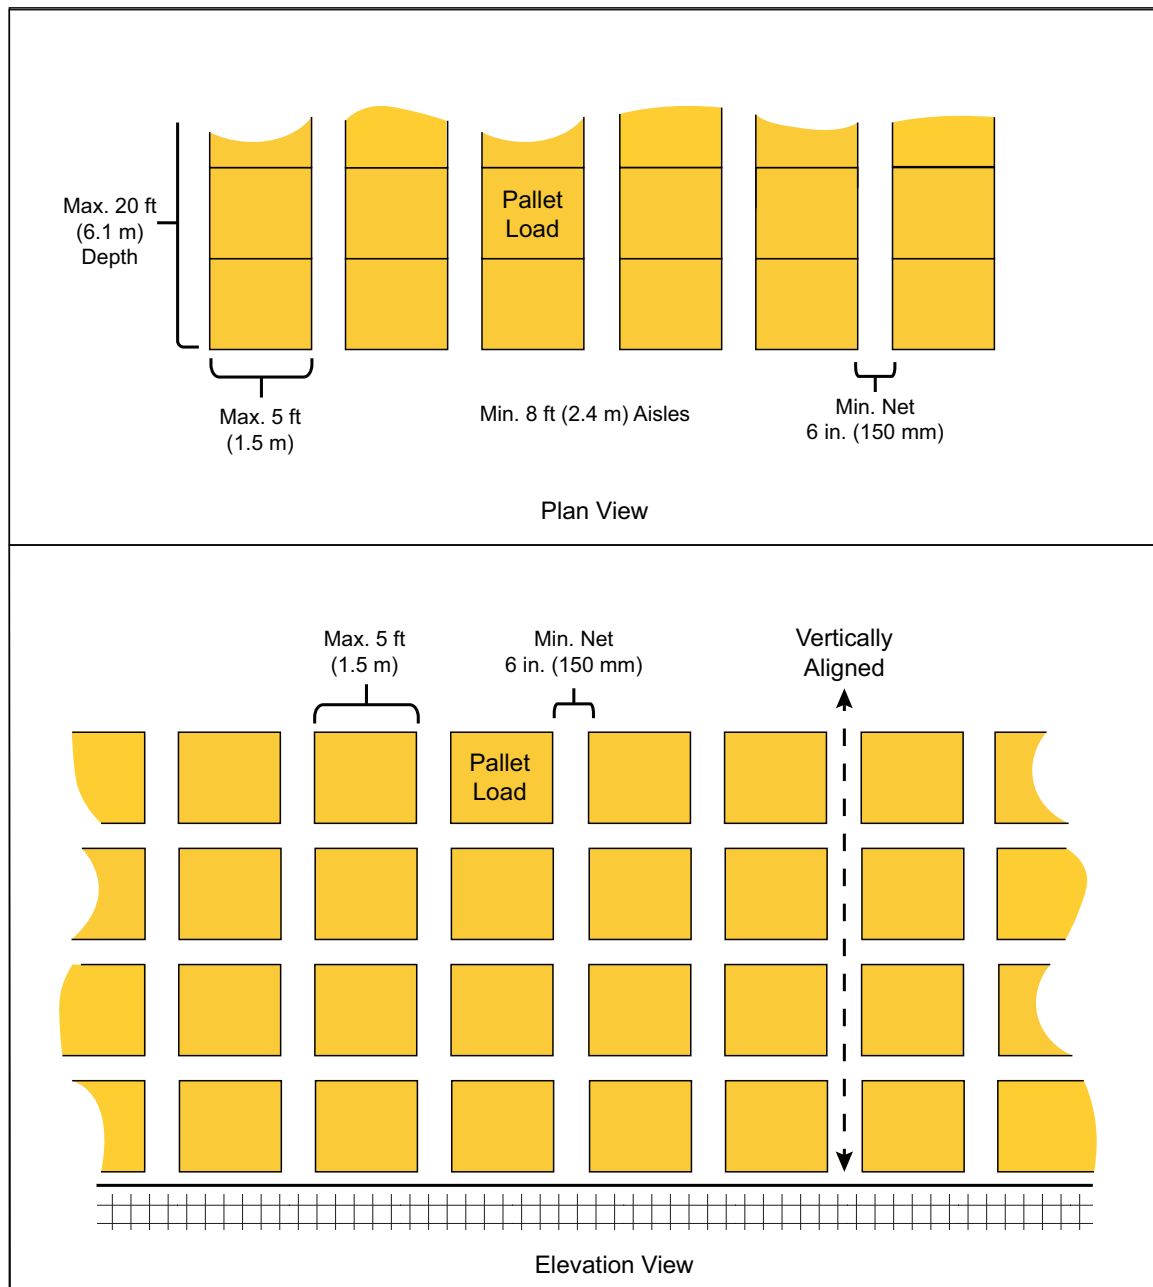 Max. 20 ft
(6.1 m)
Depth
Pallet
Load
Max. 5 ft
(1.5 m)
Min. 8 ft (2.4 m) Aisles
Min. Net
6 in. (150 mm)
Plan View
Max. 5 ft
(1.5 m)
Min. Net
6 in. (150 mm)
Vertically
Aligned
Pallet
Load
Elevation View